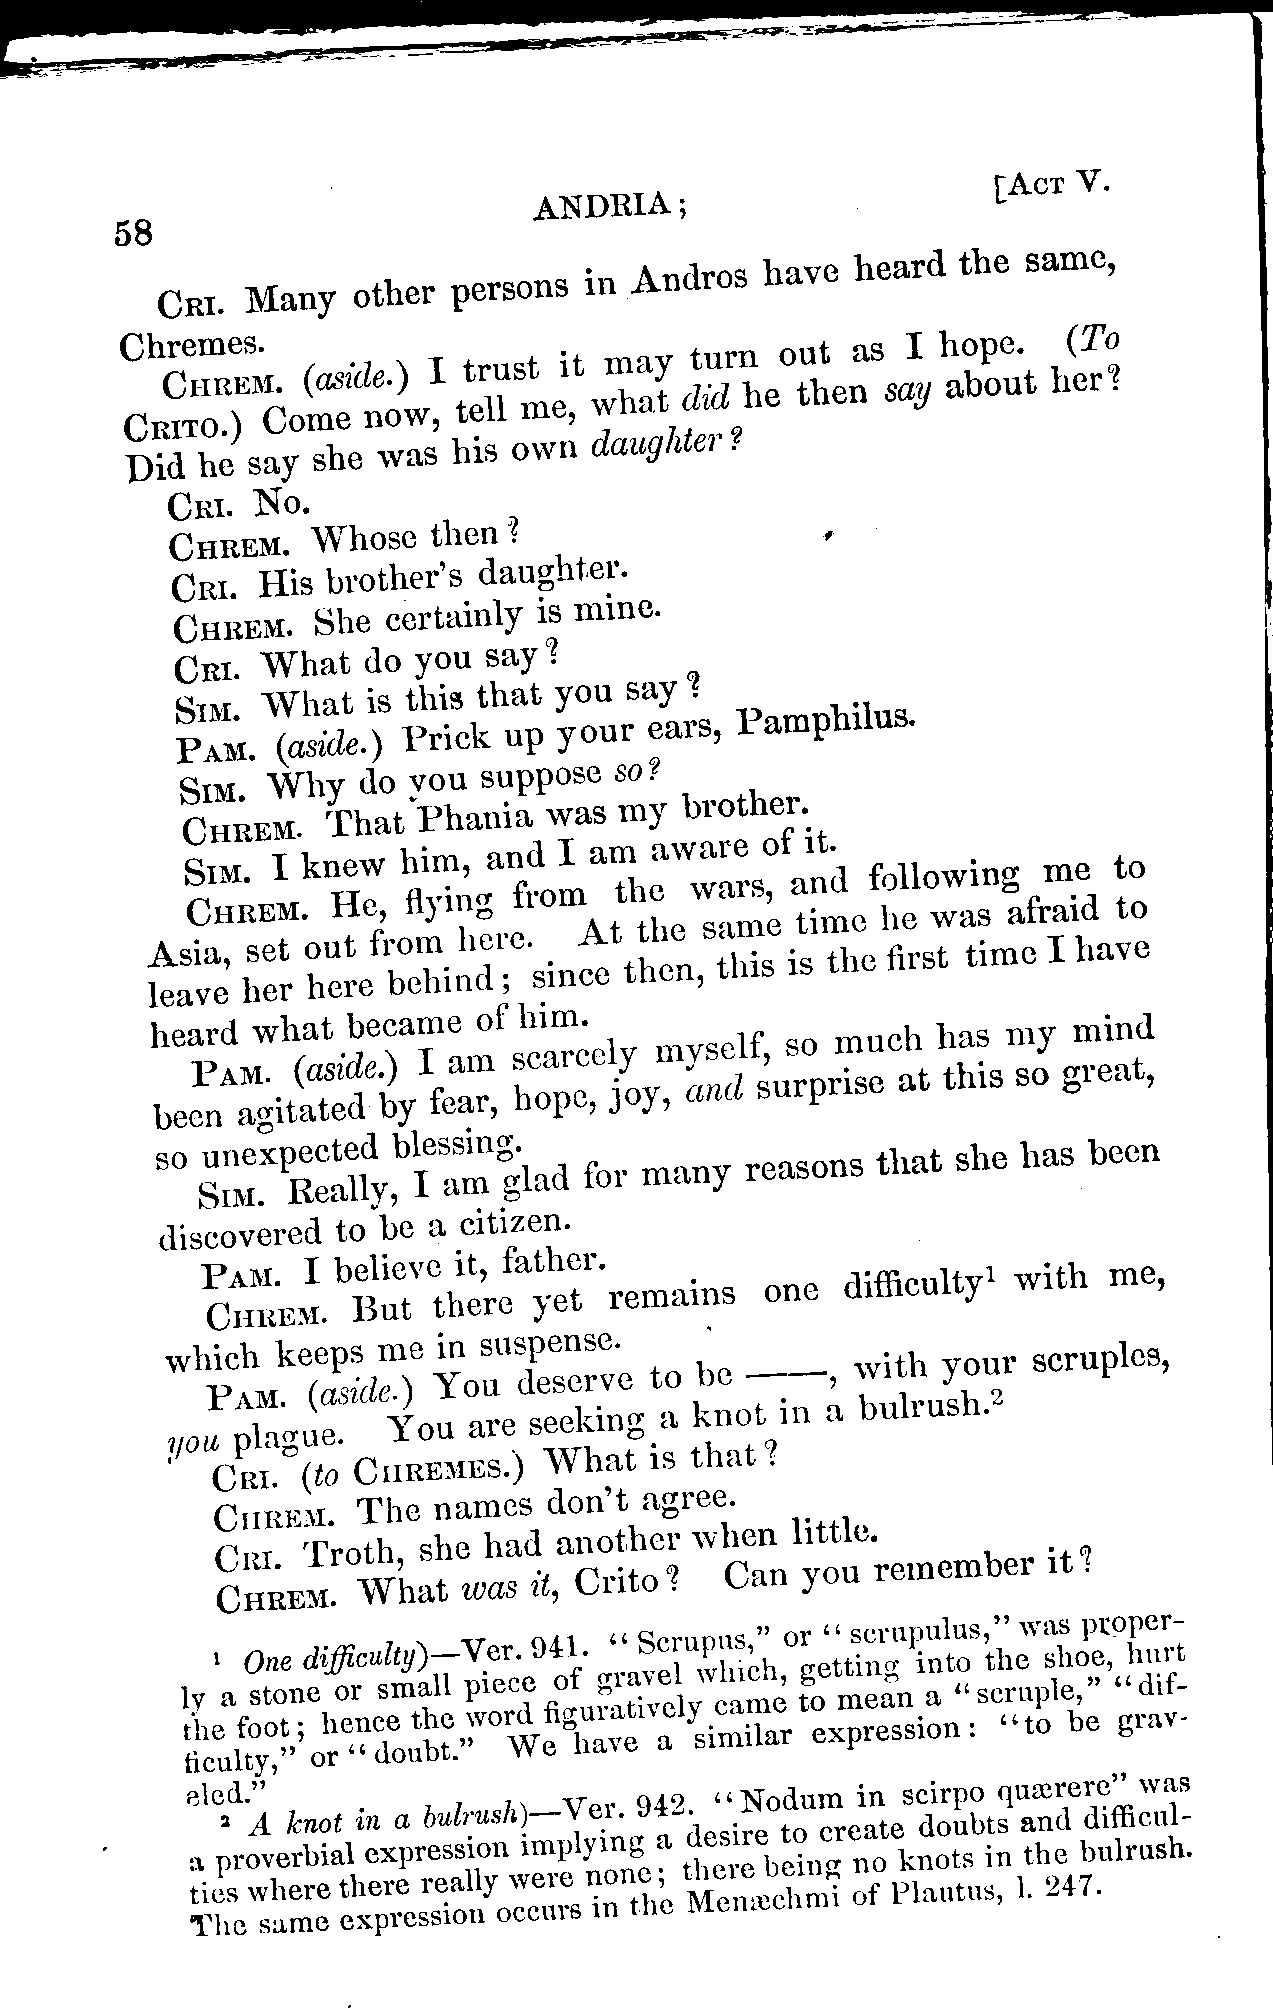 58 ANDRIA; [ACT V.
CRI. Many other persons in Andros have heard the same,
Chremes.
CHREM. (aside.) I trust it may turn out as I hope. (To
CRITO.) Come now, tell me, what did he then say about her?
Did he say she was his own daughter?
CRI. No.
CHREM. Whose then?
CRI. His brother's daughter.
CHREM. She certainly is mine.
CRI. What do you say?
SIM. What is this that you say?
PAM. (aside.) Prick up your ears, Pamphilus.
SIM. Why do you suppose so?
CHREM. That Phania was my brother.
SIM. I knew him, and I am aware of it.
CHREM. He, flying from the wars, and following me to
Asia, set out from here. At the same time he was afraid to
leave her here behind; since then, this is the first time I have
heard what became of him.
PAM. (aside.) I am scarcely myself, so much has my mind
been agitated by fear, hope, joy, and surprise at this so great,
so unexpected blessing.
SIM. Really, I am glad for many reasons that she has been
discovered to be a citizen.
PAM. I believe it, father.
CHREM. But there yet remains one difficulty¹ with me,
which keeps me in suspense.
PAM. (aside.) You deserve to be ——, with your scruples,
you plague. You are seeking a knot in a bulrush.²
CRI. (to CHREMES.) What is that?
CHREM. The names don't agree.
CRI. Troth, she had another when little.
CHREM. What was it, Crito? Can you remember it?
¹ One difficulty)—Ver. 941. "Scrupus," or "scrupulus," was proper-
ly a stone or small piece of gravel which, getting into the shoe, hurt
the foot; hence the word figuratively came to mean a "scruple," "dif-
ficulty," or "doubt." We have a similar expression: "to be grav-
eled."
² A knot in a bulrush)—Ver. 942. "Nodum in scirpo quærere" was
a proverbial expression implying a desire to create doubts and difficul-
ties where there really were none; there being no knots in the bulrush.
The same expression occurs in the Menæchmi of Plautus, l. 247.